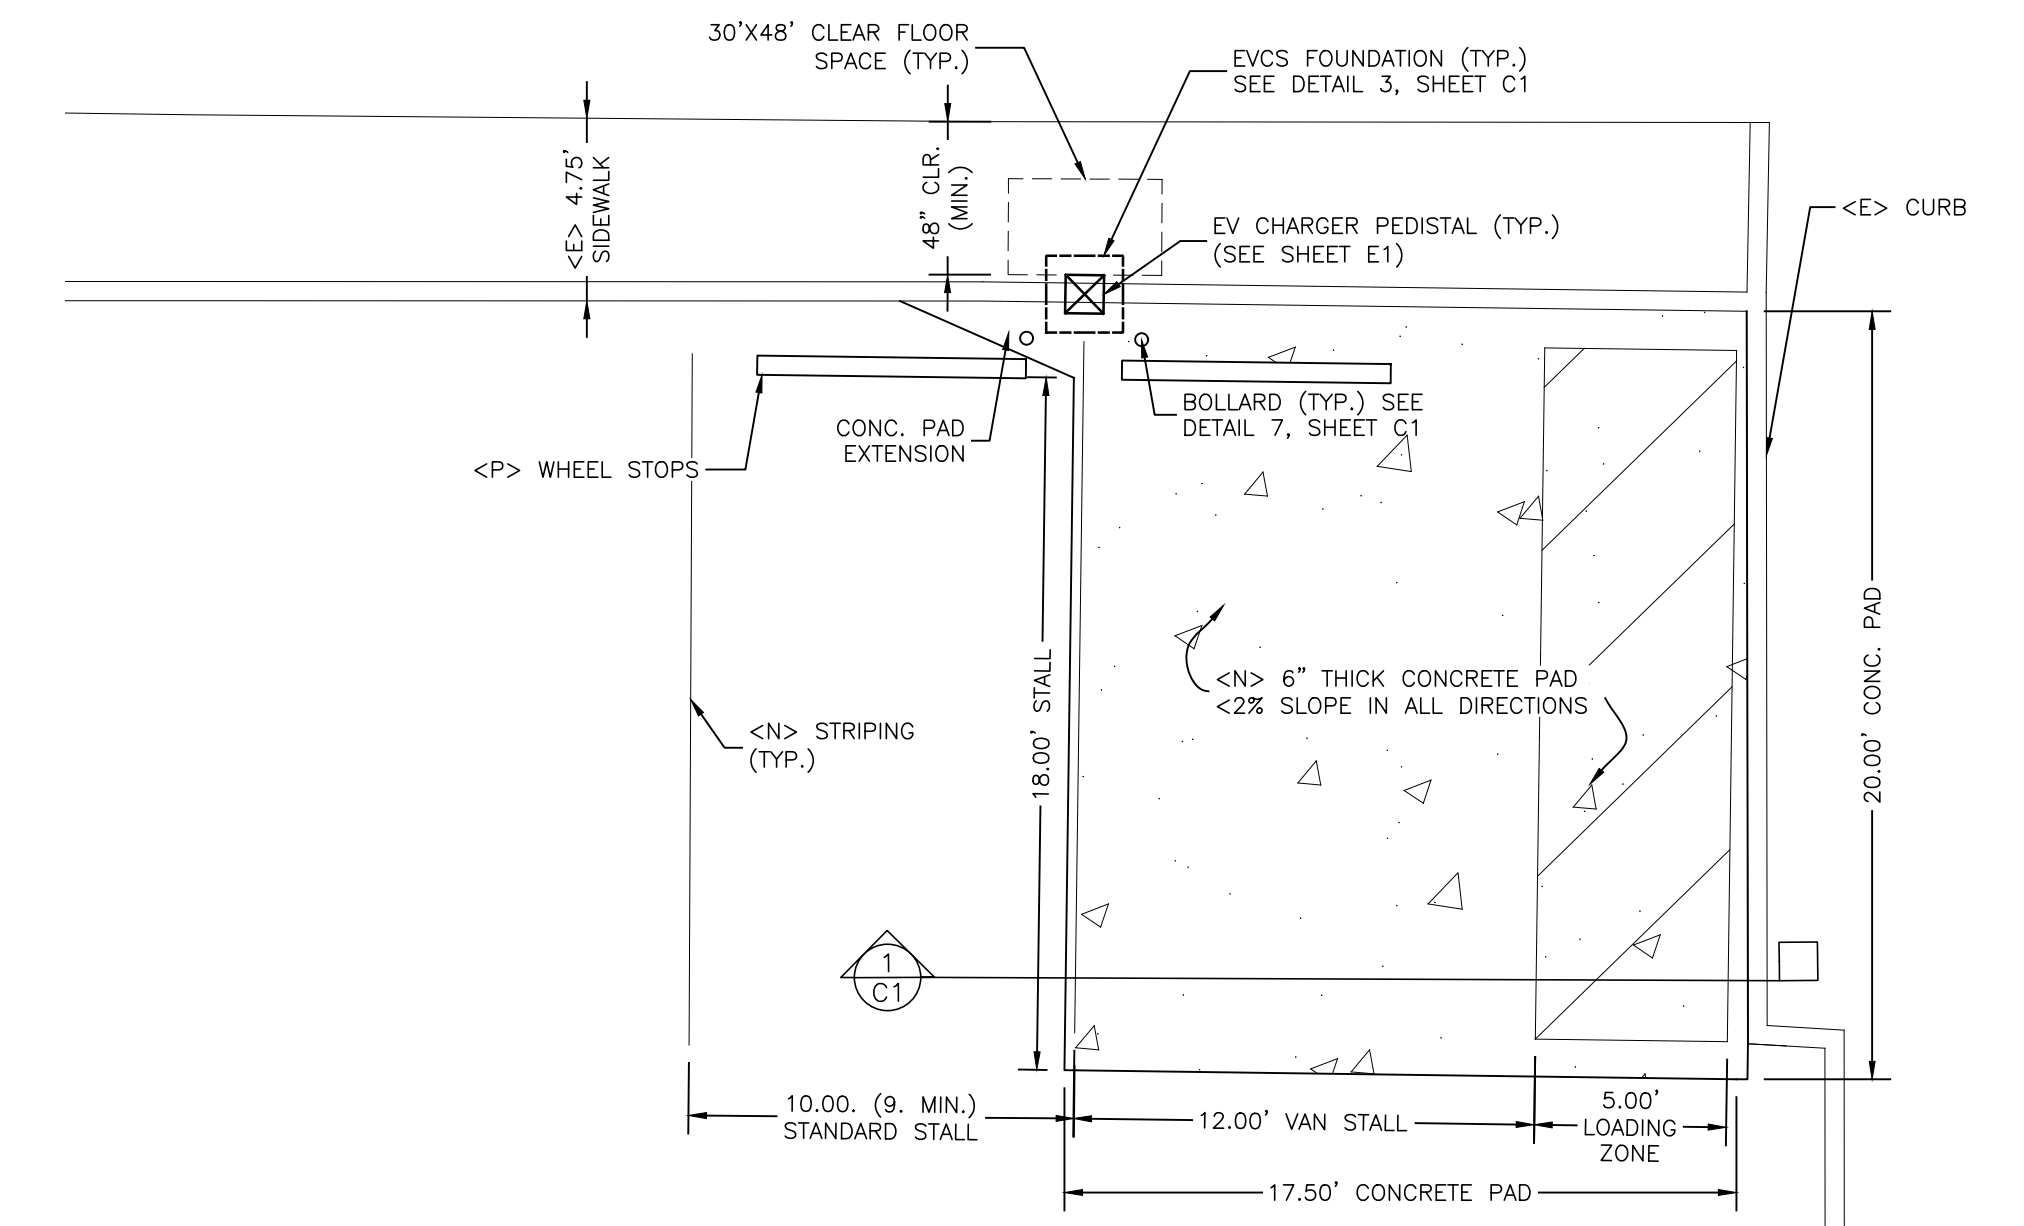 30'X48' CLEAR FLOOR
SPACE (TYP.)
EVCS FOUNDATION (TYP.)
SEE DETAIL 3, SHEET C1
<E> 4.75'
SIDEWALK
48" CLR.
(MIN.)
EV CHARGER PEDISTAL (TYP.)
(SEE SHEET E1)
<E> CURB
BOLLARD (TYP.) SEE
DETAIL 7, SHEET C1
CONC. PAD
EXTENSION
<P> WHEEL STOPS
<N> 6" THICK CONCRETE PAD
<2% SLOPE IN ALL DIRECTIONS
18.00' STALL
20.00' CONC. PAD
<N> STRIPING
(TYP.)
1
C1
10.00. (9. MIN.)
STANDARD STALL
12.00' VAN STALL
5.00'
LOADING
ZONE
17.50' CONCRETE PAD